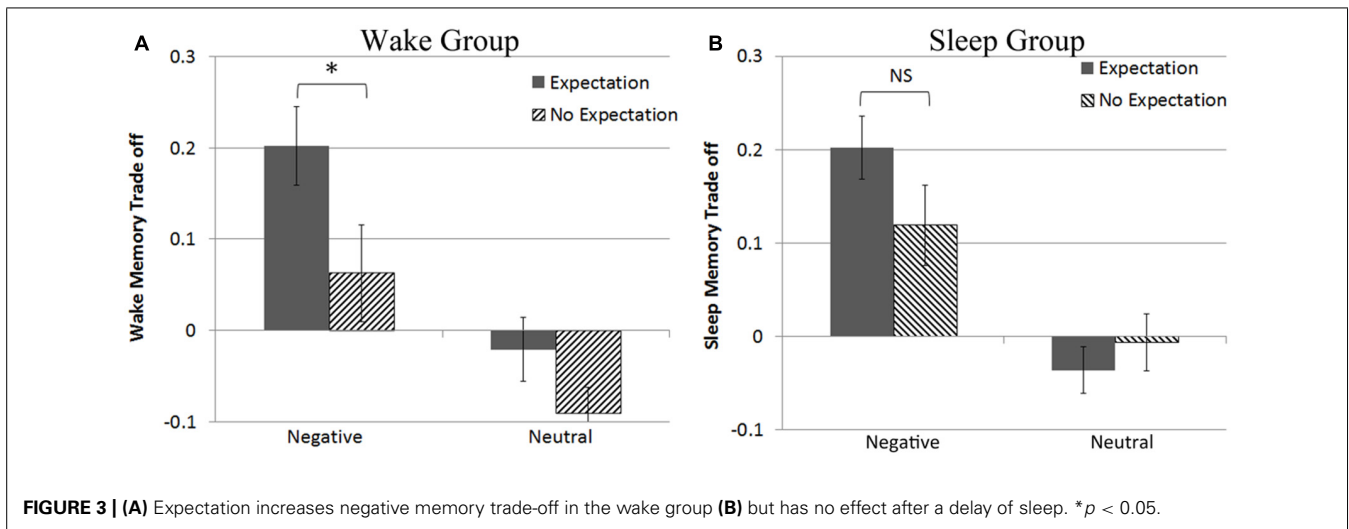 A
Wake Group
Wake Memory Trade off
0.3
0.2
0.1
0
-0.1
*
Expectation
No Expectation
Negative
Neutral
B
Sleep Group
Sleep Memory Trade off
0.3
0.2
0.1
0
-0.1
NS
Expectation
No Expectation
Negative
Neutral
FIGURE 3 | (A) Expectation increases negative memory trade-off in the wake group (B) but has no effect after a delay of sleep. *p < 0.05.